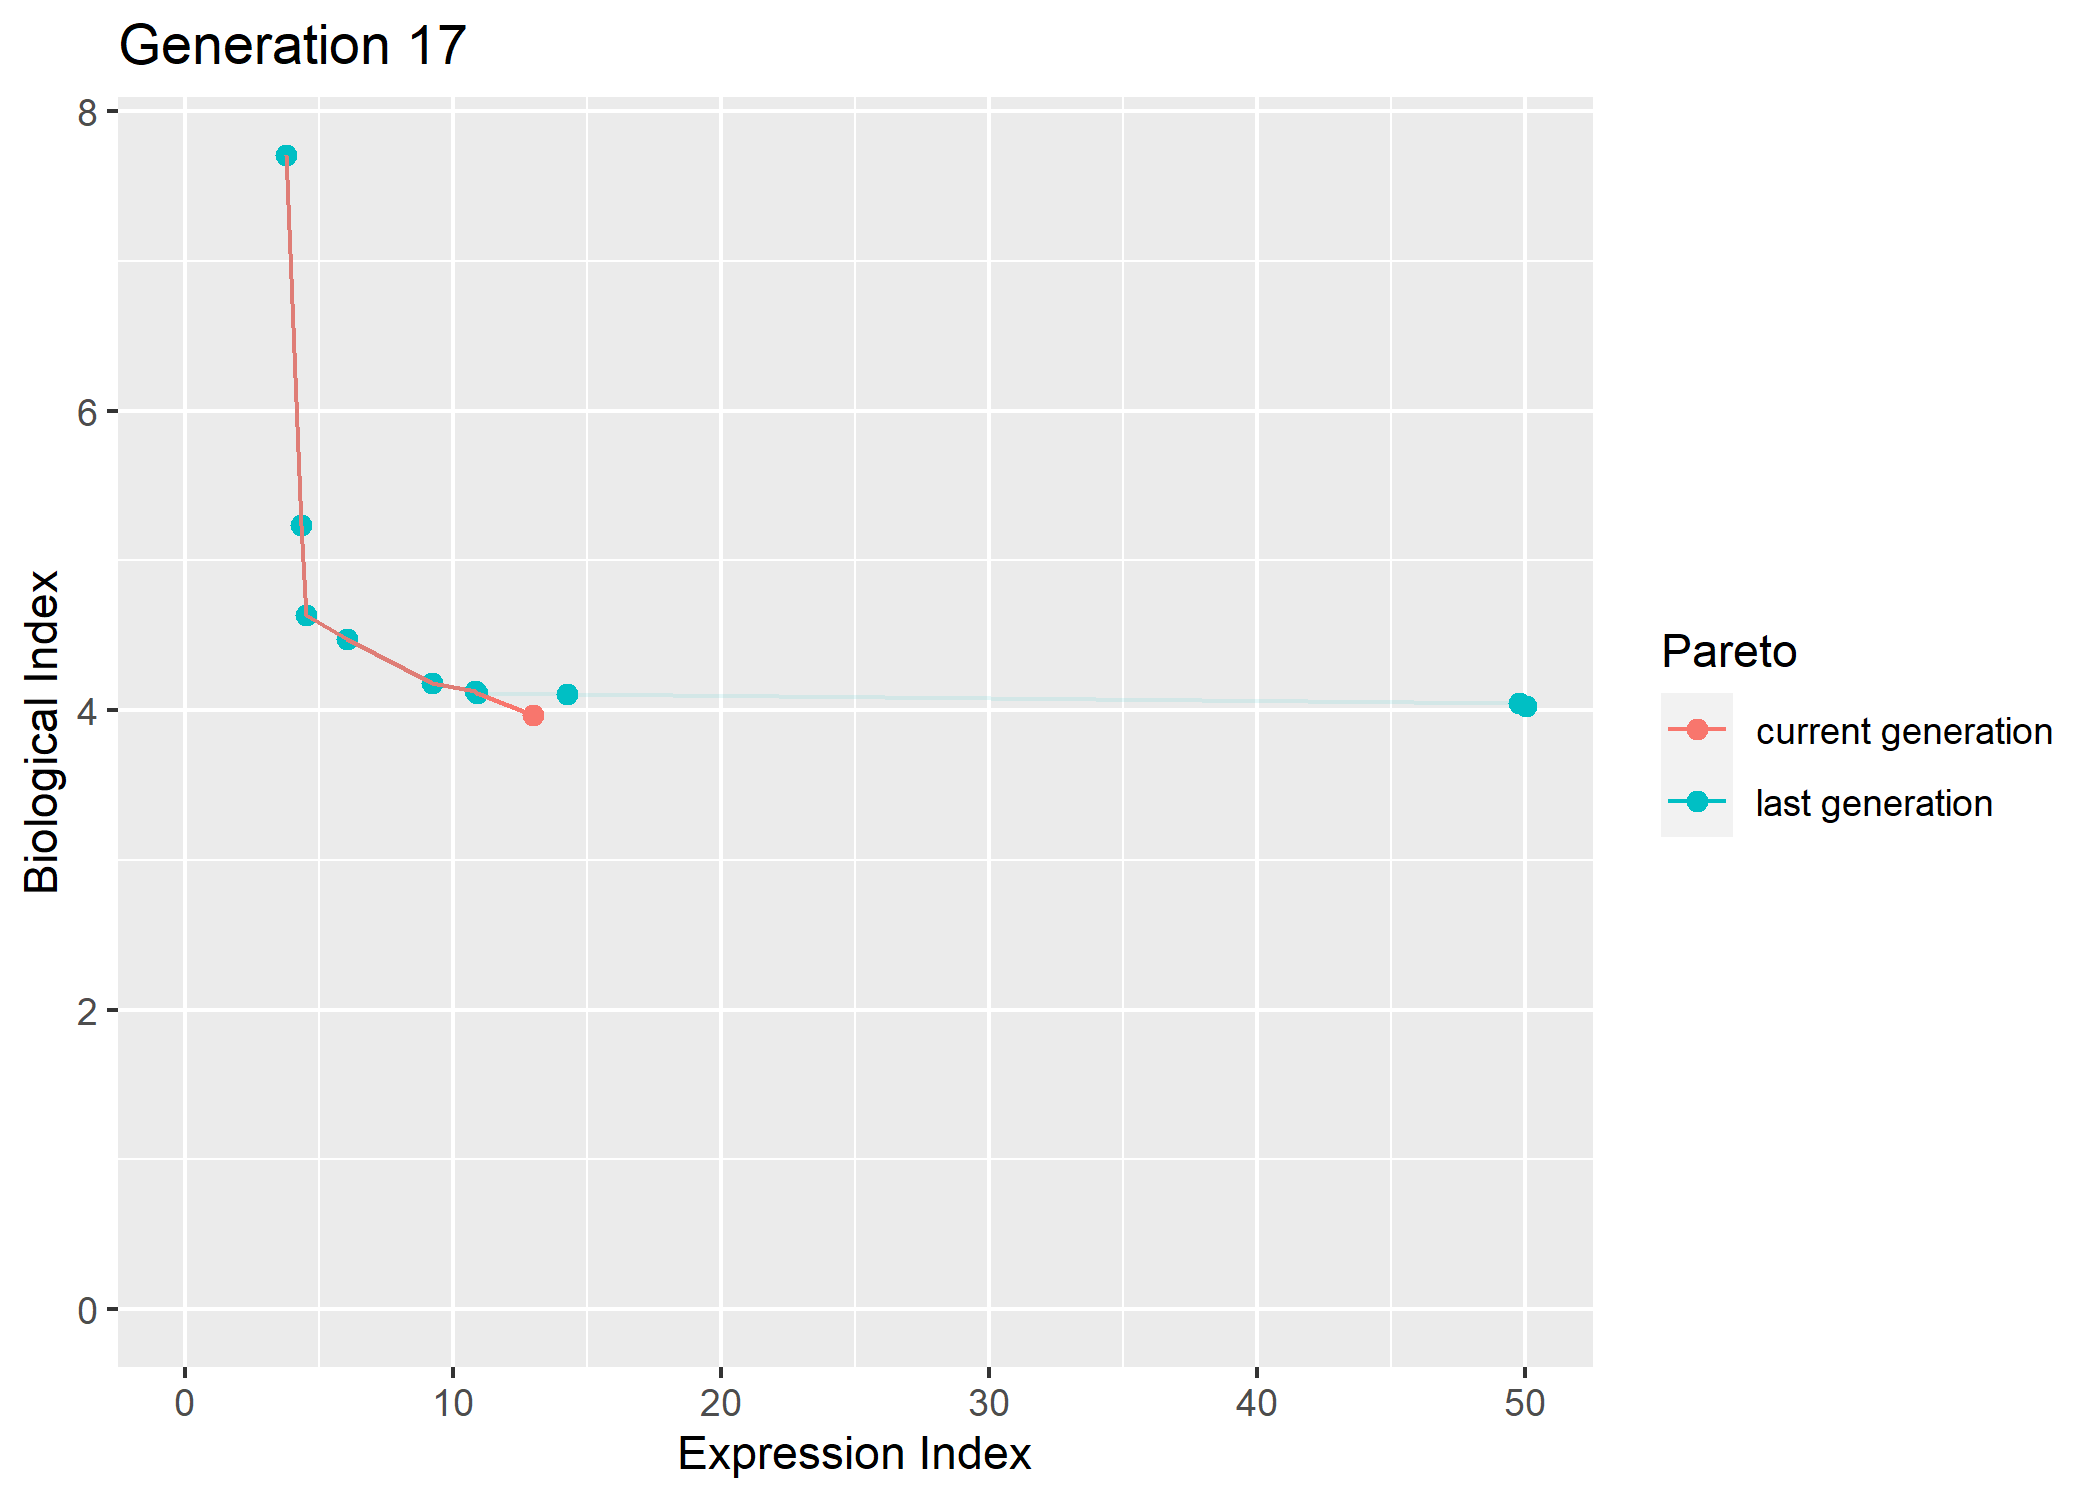 Generation 17
8
6
4
2
0
Biological Index
0 10 20 30 40 50
Expression Index
Pareto
current generation
last generation